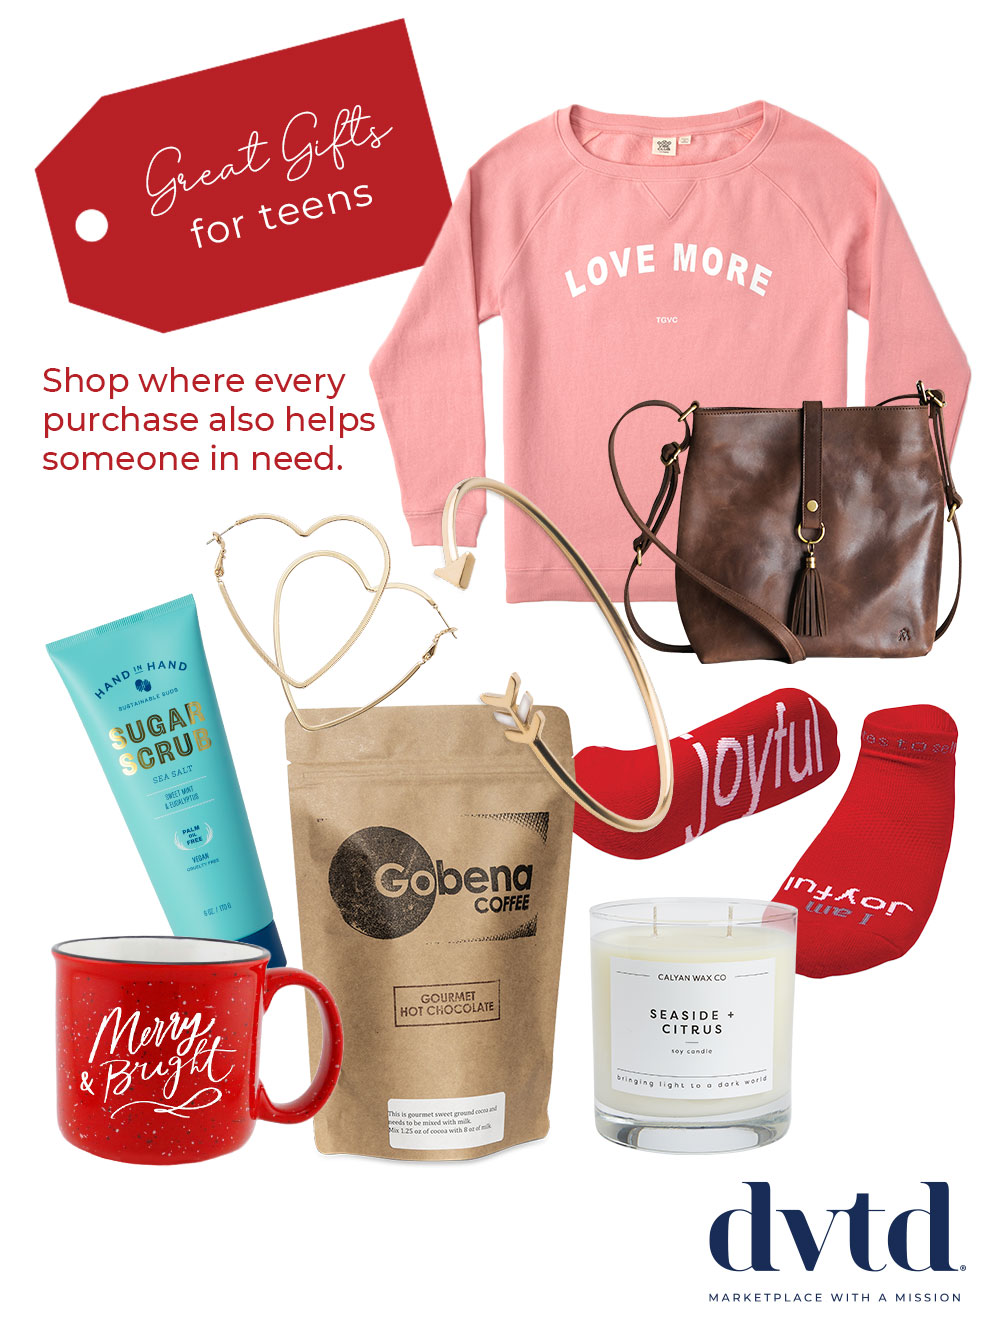 Great Gifts
for teens
LOVE MORE
TGVC
Shop where every
purchase also helps
someone in need.
HAND IN HAND
SUSTAINABLE SUDS
SUGAR
SCRUB
SEA SALT
SWEET MINT
& EUCALYPTUS
PALM
OIL
FREE
VEGAN
CRUELTY FREE
6 OZ / 170 G
joyful
I am
joyful
Gobena
COFFEE
GOURMET
HOT CHOCOLATE
This is gourmet sweet ground cocoa and
needs to be mixed with milk.
Mix 1.25 oz of cocoa with 8 oz of milk
Merry
& Bright
CALYAN WAX CO
SEASIDE +
CITRUS
soy candle
bringing light to a dark world
dvtd.®
MARKETPLACE WITH A MISSION